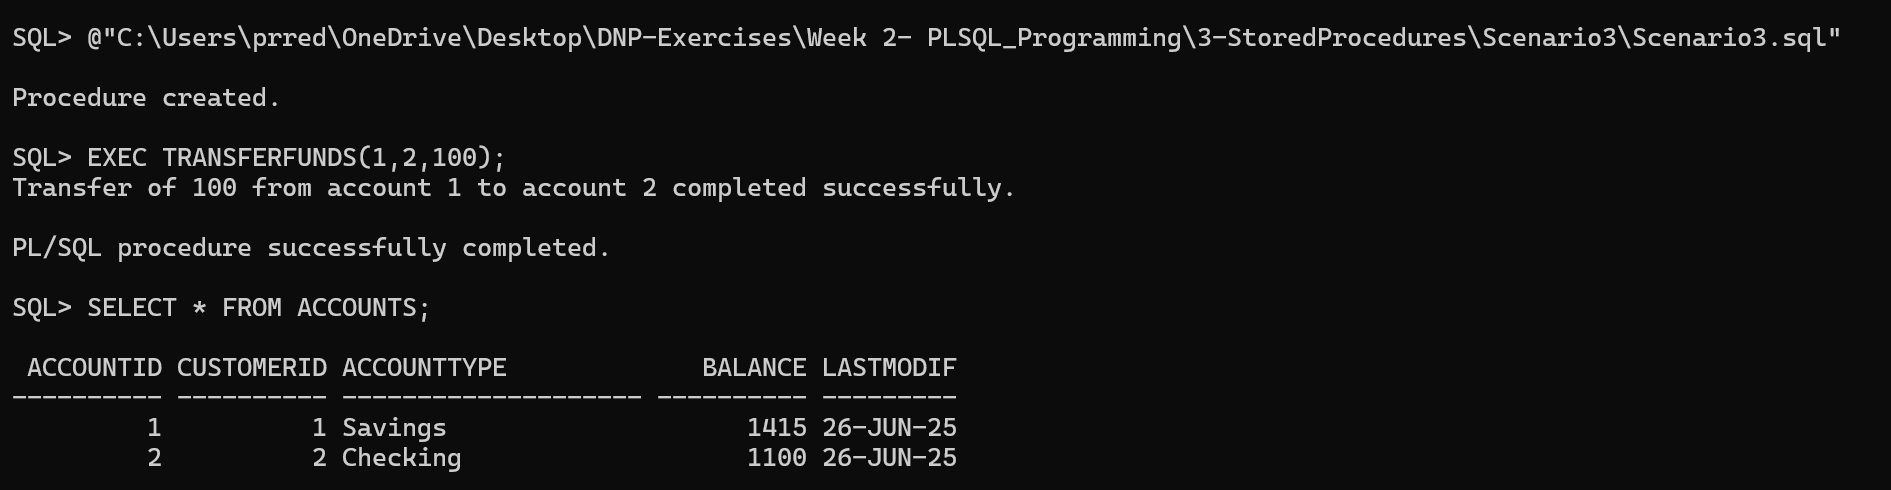 SQL> @"C:\Users\prred\OneDrive\Desktop\DNP-Exercises\Week 2- PLSQL_Programming\3-StoredProcedures\Scenario3\Scenario3.sql"
Procedure created.
SQL> EXEC TRANSFERFUNDS(1,2,100);
Transfer of 100 from account 1 to account 2 completed successfully.
PL/SQL procedure successfully completed.
SQL> SELECT * FROM ACCOUNTS;
 ACCOUNTID CUSTOMERID ACCOUNTTYPE             BALANCE LASTMODIF
---------- ---------- -------------------- ---------- ---------
         1          1 Savings                    1415 26-JUN-25
         2          2 Checking                   1100 26-JUN-25